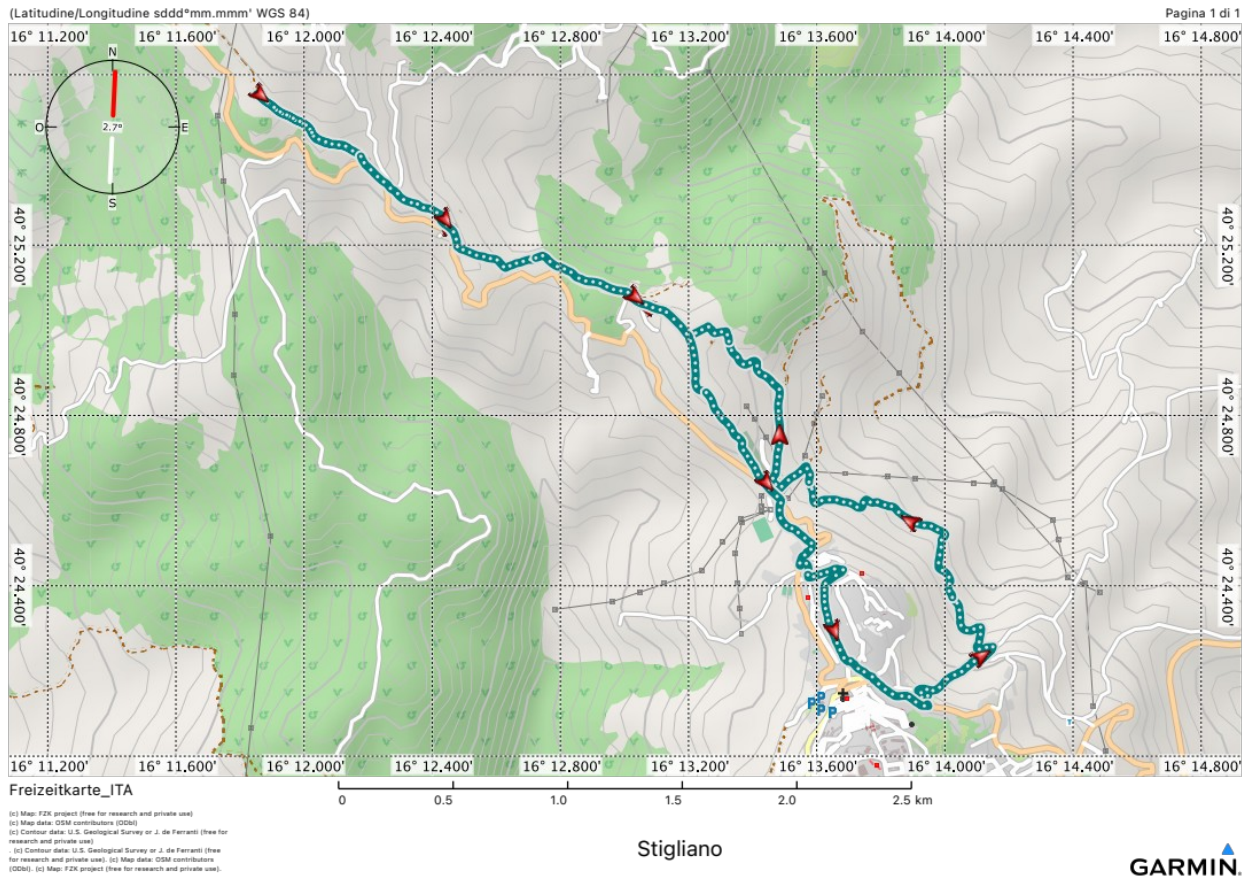 (Latitudine/Longitudine sddd°mm.mmm' WGS 84)
Pagina 1 di 1
16° 11.200'
16° 11.600'
16° 12.000'
16° 12.400'
16° 12.800'
16° 13.200'
16° 13.600'
16° 14.000'
16° 14.400'
16° 14.800'
N
O
2.7°
E
S
40° 25.200'
40° 25.200'
40° 24.800'
40° 24.800'
40° 24.400'
40° 24.400'
P
P
P
P
16° 11.200'
16° 11.600'
16° 12.000'
16° 12.400'
16° 12.800'
16° 13.200'
16° 13.600'
16° 14.000'
16° 14.400'
16° 14.800'
Freizeitkarte_ITA
0
0.5
1.0
1.5
2.0
2.5 km
(c) Map: FZK project (free for research and private use)
(c) Map data: OSM contributors (ODbl)
(c) Contour data: U.S. Geological Survey or J. de Ferranti (free for
research and private use)
. (c) Contour data: U.S. Geological Survey or J. de Ferranti (free
for research and private use). (c) Map data: OSM contributors
(ODbl). (c) Map: FZK project (free for research and private use).
Stigliano
GARMIN.